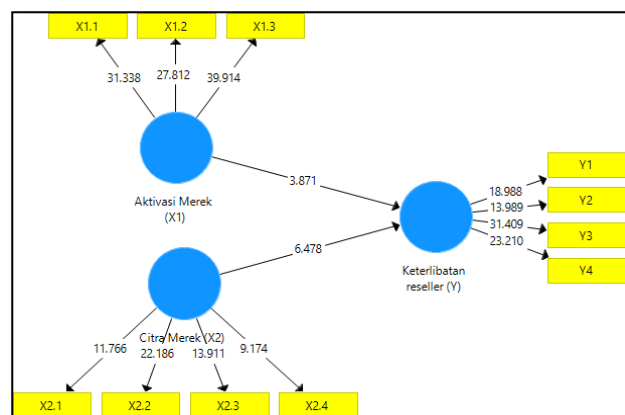 X1.1
X1.2
X1.3
31.338
27.812
39.914
Aktivasi Merek
(X1)
3.871
6.478
Y1
Y2
Y3
Y4
18.988
13.989
31.409
23.210
Keterlibatan
reseller (Y)
Citra Merek (X2)
11.766
22.186
13.911
9.174
X2.1
X2.2
X2.3
X2.4